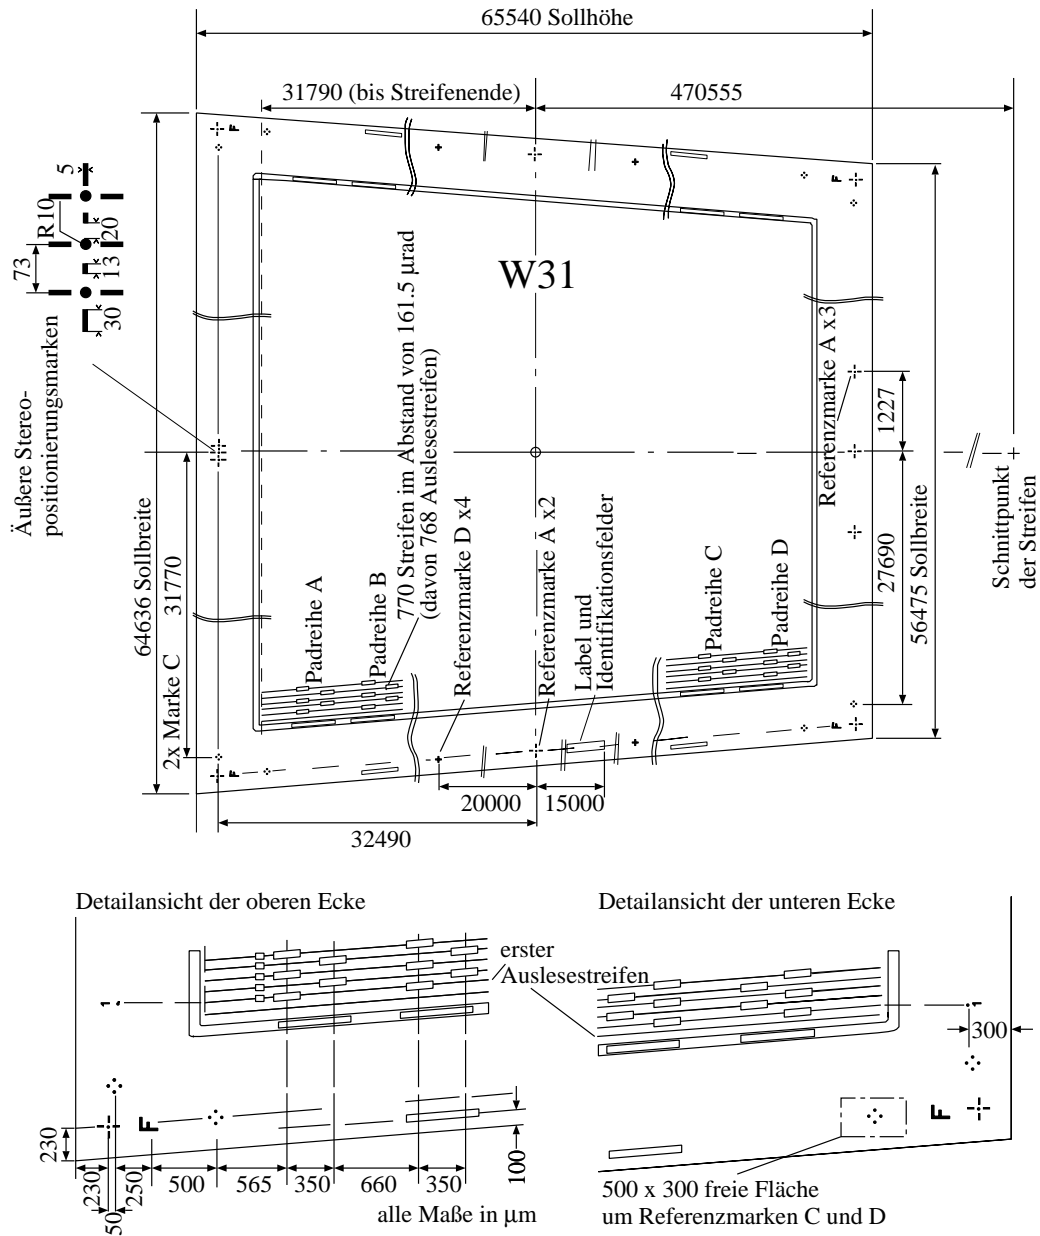 65540 Sollhöhe
31790 (bis Streifenende)
470555
F
F
5
R10
20
73
13
30
W31
Äußere Stereo-
positionierungsmarken
770 Streifen im Abstand von 161.5 μrad
(davon 768 Auslesestreifen)
Referenzmarke A x3
1227
27690
56475 Sollbreite
Schnittpunkt
der Streifen
64636 Sollbreite
31770
2x Marke C
Padreihe A
Padreihe B
Referenzmarke D x4
Referenzmarke A x2
Label und
Identifikationsfelder
Padreihe C
Padreihe D
F
F
20000
15000
32490
Detailansicht der oberen Ecke
Detailansicht der unteren Ecke
erster
Auslesestreifen
1
1
300
F
F
230
230
50
250
500
565
350
660
350
100
alle Maße in μm
500 x 300 freie Fläche
um Referenzmarken C und D